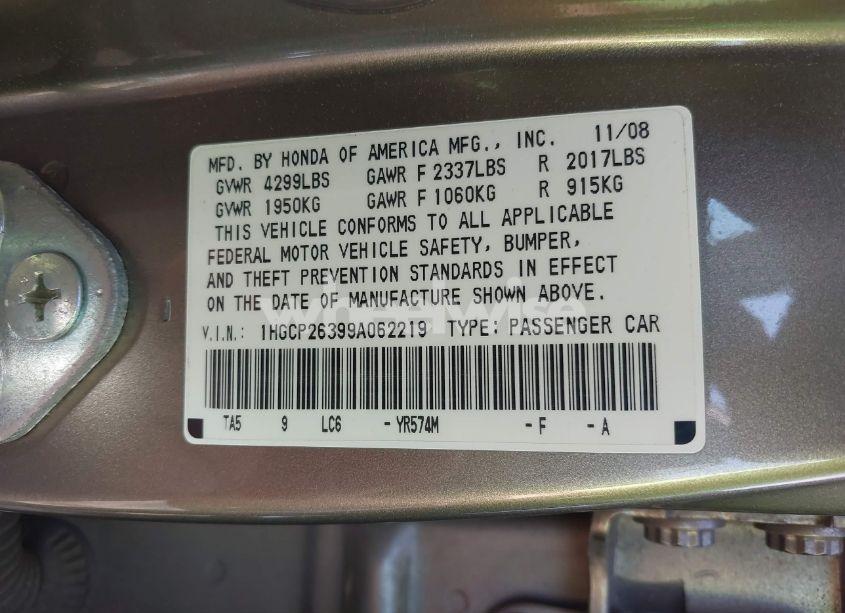 MFD. BY HONDA OF AMERICA MFG., INC. 11/08
GVWR 4299LBS GAWR F 2337LBS R 2017LBS
GVWR 1950KG GAWR F 1060KG R 915KG
THIS VEHICLE CONFORMS TO ALL APPLICABLE
FEDERAL MOTOR VEHICLE SAFETY, BUMPER,
AND THEFT PREVENTION STANDARDS IN EFFECT
ON THE DATE OF MANUFACTURE SHOWN ABOVE.
wheelwise
V.I.N.: 1HGCP26399A062219 TYPE: PASSENGER CAR
TA5 9 LC6 -YR574M -F -A